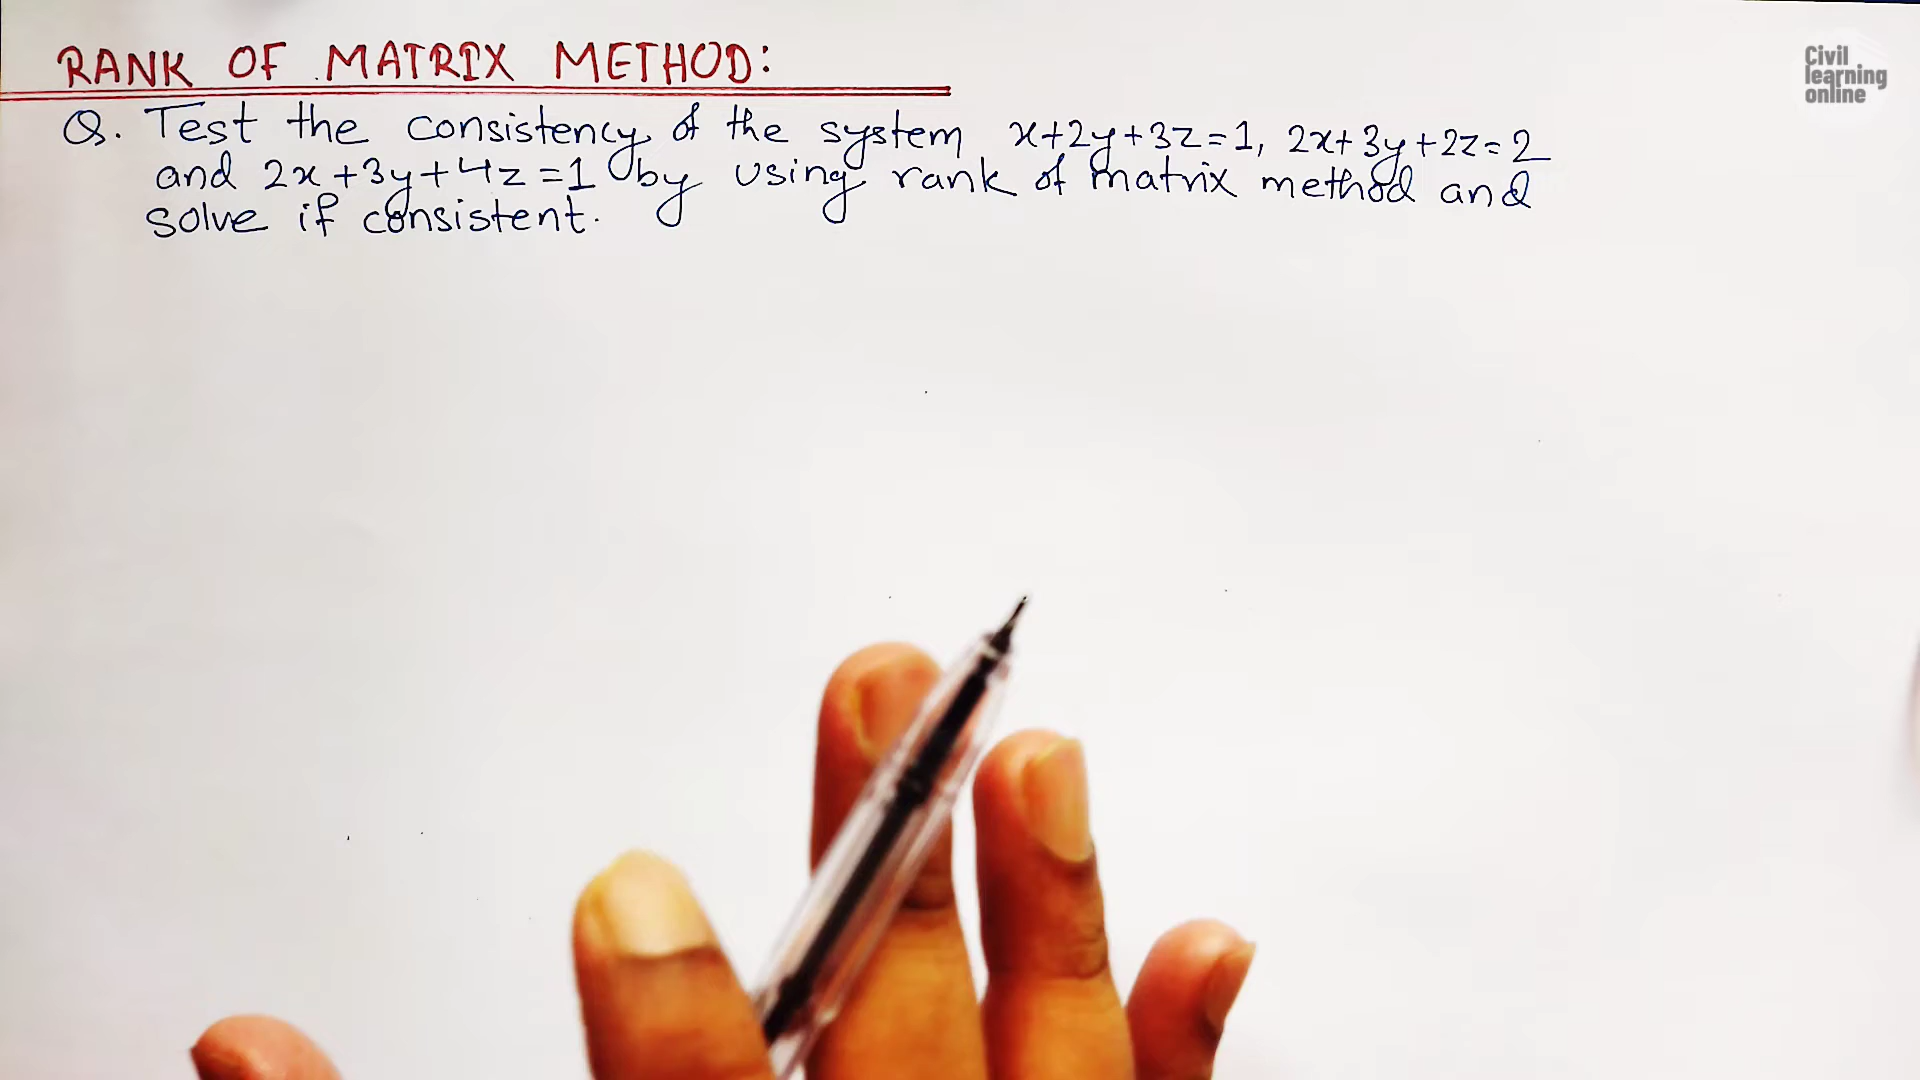 RANK OF MATRIX METHOD:
Q. Test the consistency of the system x+2y+3z=1, 2x+3y+2z=2
and 2x+3y+4z=1 by using rank of matrix method and
solve if consistent.
Civil
learning
online